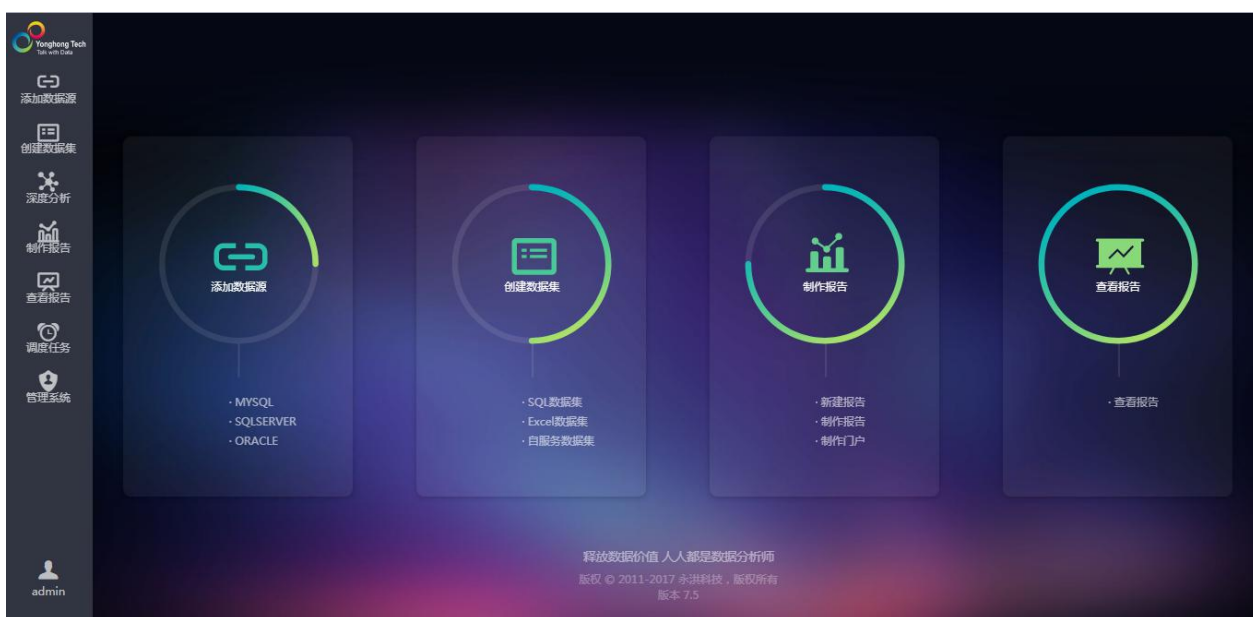 Yonghong Tech
Talk with Data
添加数据源
创建数据集
深度分析
制作报告
查看报告
调度任务
管理系统
admin
添加数据源
· MYSQL
· SQLSERVER
· ORACLE
创建数据集
· SQL数据集
· Excel数据集
· 自服务数据集
制作报告
· 新建报告
· 制作报告
· 制作门户
查看报告
· 查看报告
释放数据价值 人人都是数据分析师
版权 © 2011-2017 永洪科技，版权所有
版本 7.5